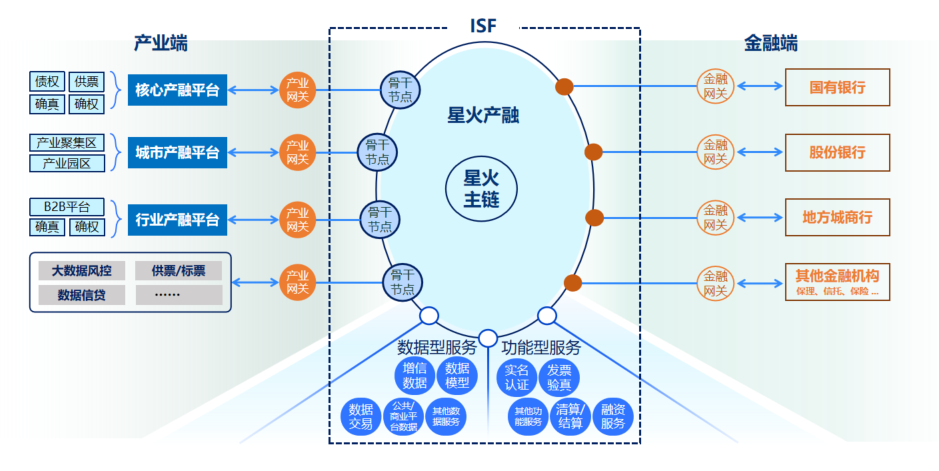 ISF
产业端
金融端
债权
供票
确真
确权
核心产融平台
产业
网关
骨干
节点
星火产融
金融
网关
国有银行
产业聚集区
产业园区
城市产融平台
产业
网关
骨干
节点
星火
主链
金融
网关
股份银行
B2B平台
确真
确权
行业产融平台
产业
网关
骨干
节点
金融
网关
地方城商行
大数据风控
供票/标票
数据信贷
······
产业
网关
骨干
节点
金融
网关
其他金融机构
保理、信托、保险 ...
数据型服务
功能型服务
增信
数据
数据
模型
实名
认证
发票
验真
数据
交易
公共/
商业平
台数据
其他数
据服务
其他功
能服务
清算/
结算
融资
服务